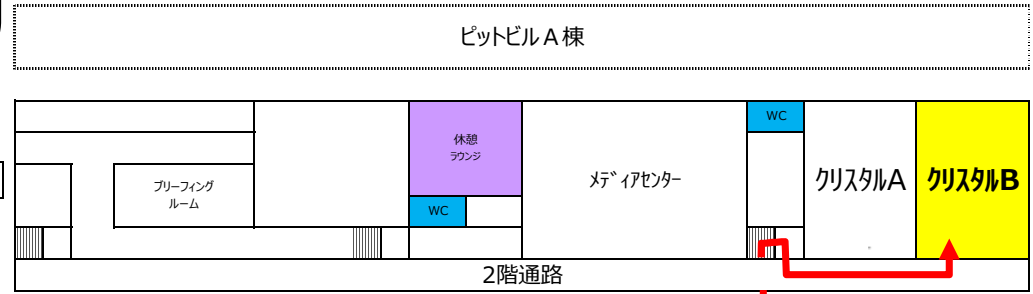 ピットビルA棟
WC
休憩
ラウンジ
メディアセンター
クリスタルA
クリスタルB
ブリーフィング
ルーム
WC
2階通路